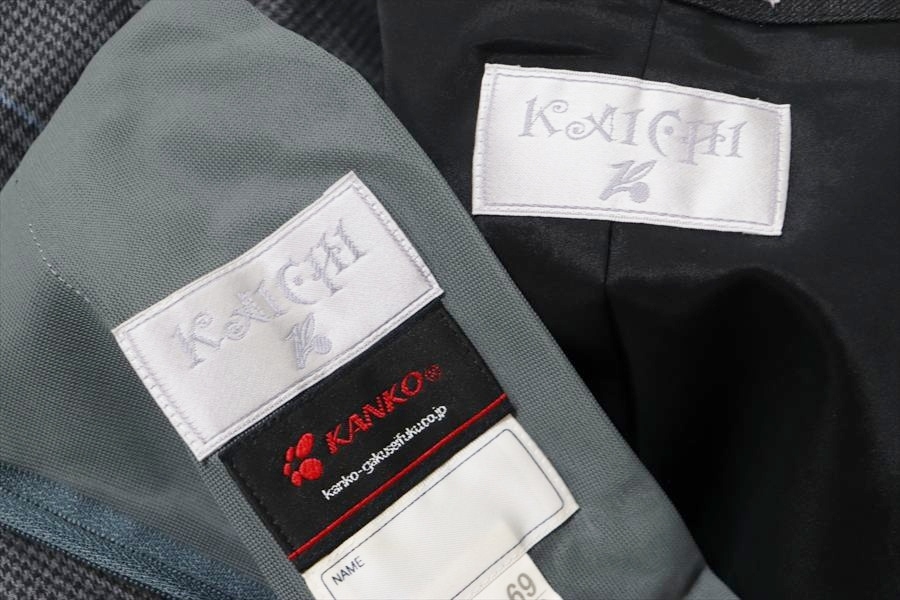 KAICHI
KAICHI
KANKO®
kanko-gakuseifuku.co.jp
NAME
69